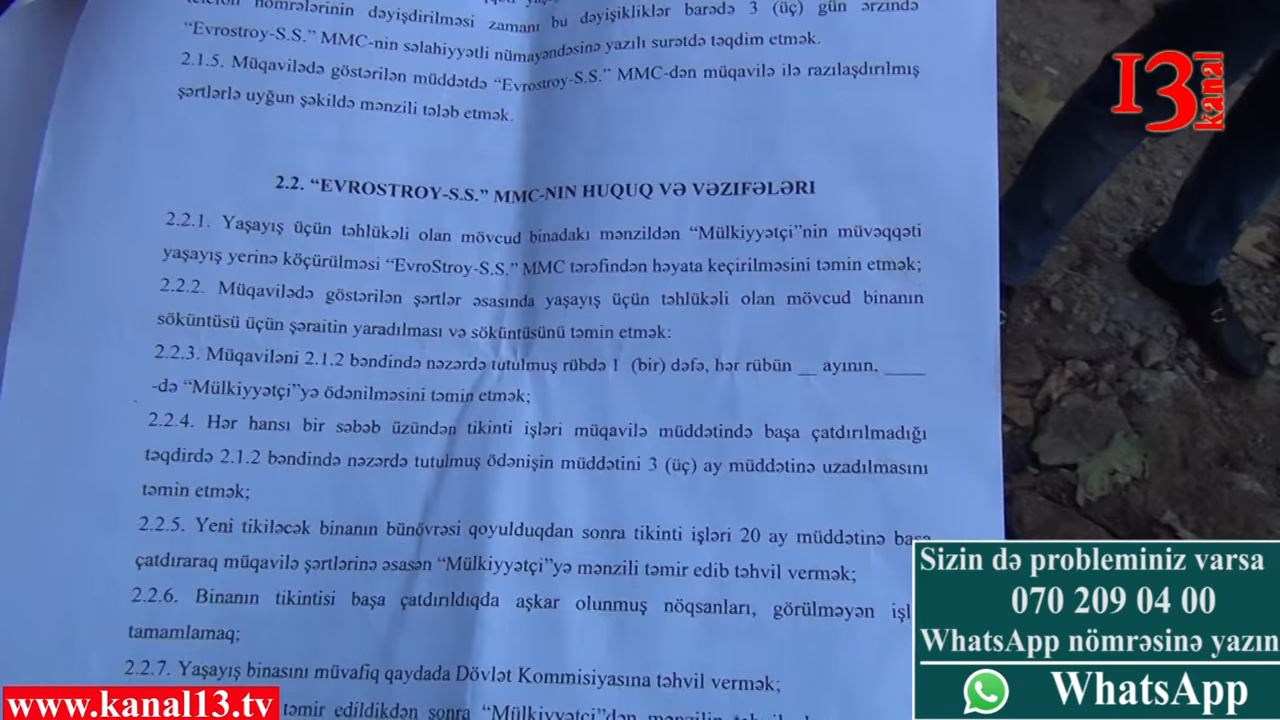 telefon nömrələrinin dəyişdirilməsi zamanı bu dəyişikliklər barədə 3 (üç) gün ərzində
“Evrostroy-S.S.” MMC-nin səlahiyyətli nümayəndəsinə yazılı surətdə təqdim etmək.
2.1.5. Müqavilədə göstərilən müddətdə “Evrostroy-S.S.” MMC-dən müqavilə ilə razılaşdırılmış
şərtlərlə uyğun şəkildə mənzili tələb etmək.
2.2. “EVROSTROY-S.S.” MMC-NIN HUQUQ VƏ VƏZIFƏLƏRI
2.2.1. Yaşayış üçün təhlükəli olan mövcud binadakı mənzildən “Mülkiyyətçi”nin müvəqqəti
yaşayış yerinə köçürülməsi “EvroStroy-S.S.” MMC tərəfindən həyata keçirilməsini təmin etmək;
2.2.2. Müqavilədə göstərilən şərtlər əsasında yaşayış üçün təhlükəli olan mövcud binanın
söküntüsü üçün şəraitin yaradılması və söküntüsünü təmin etmək:
2.2.3. Müqaviləni 2.1.2 bəndində nəzərdə tutulmuş rübdə 1 (bir) dəfə, hər rübün __ ayının. ____
-də “Mülkiyyətçi”yə ödənilməsini təmin etmək;
2.2.4. Hər hansı bir səbəb üzündən tikinti işləri müqavilə müddətində başa çatdırılmadığı
təqdirdə 2.1.2 bəndində nəzərdə tutulmuş ödənişin müddətini 3 (üç) ay müddətinə uzadılmasını
təmin etmək;
2.2.5. Yeni tikiləcək binanın bünövrəsi qoyulduqdan sonra tikinti işləri 20 ay müddətinə başa
çatdıraraq müqavilə şərtlərinə əsasən “Mülkiyyətçi”yə mənzili təmir edib təhvil vermək;
2.2.6. Binanın tikintisi başa çatdırıldıqda aşkar olunmuş nöqsanları, görülməyən işl
tamamlamaq;
2.2.7. Yaşayış binasını müvafiq qaydada Dövlət Kommisiyasına təhvil vermək;
təmir edildikdən sonra “Mülkiyyətçi”dən mənzilin
13 kanal
Sizin də probleminiz varsa
070 209 04 00
WhatsApp nömrəsinə yazın
WhatsApp
www.kanal13.tv